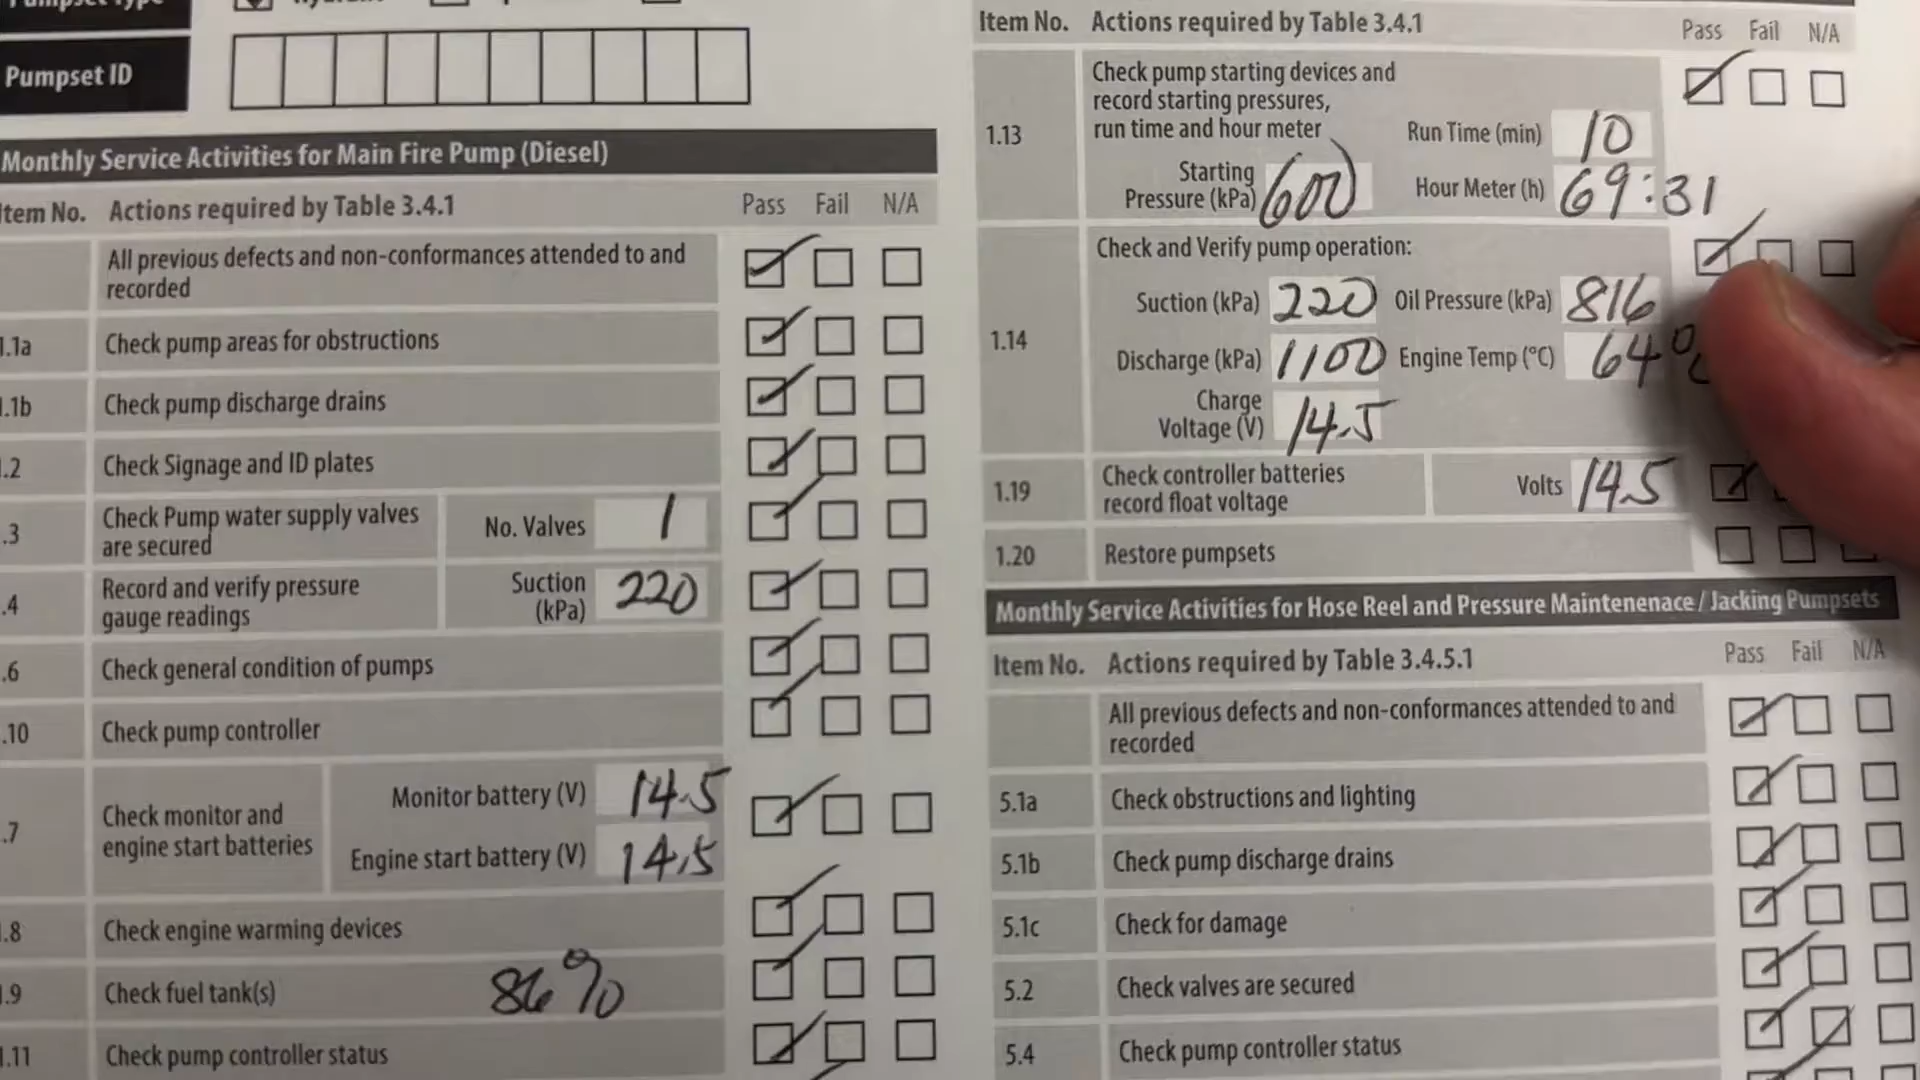 Pumpset ID
Monthly Service Activities for Main Fire Pump (Diesel)
Item No. Actions required by Table 3.4.1 Pass Fail N/A
All previous defects and non-conformances attended to and
recorded
1.1a Check pump areas for obstructions
1.1b Check pump discharge drains
.2 Check Signage and ID plates
.3 Check Pump water supply valves
are secured No. Valves 1
.4 Record and verify pressure
gauge readings Suction
(kPa) 220
.6 Check general condition of pumps
.10 Check pump controller
.7 Check monitor and
engine start batteries
Monitor battery (V) 14.5
Engine start battery (V) 14.5
.8 Check engine warming devices
.9 Check fuel tank(s) 86%
1.11 Check pump controller status
Item No. Actions required by Table 3.4.1 Pass Fail N/A
1.13 Check pump starting devices and
record starting pressures,
run time and hour meter Run Time (min) 10
Starting
Pressure (kPa) 600 Hour Meter (h) 69:31
1.14 Check and Verify pump operation:
Suction (kPa) 220 Oil Pressure (kPa) 816
Discharge (kPa) 1100 Engine Temp (°C) 64°
Charge
Voltage (V) 14.5
1.19 Check controller batteries
record float voltage Volts 14.5
1.20 Restore pumpsets
Monthly Service Activities for Hose Reel and Pressure Maintenenace / Jacking Pumpsets
Item No. Actions required by Table 3.4.5.1 Pass Fail N/A
All previous defects and non-conformances attended to and
recorded
5.1a Check obstructions and lighting
5.1b Check pump discharge drains
5.1c Check for damage
5.2 Check valves are secured
5.4 Check pump controller status